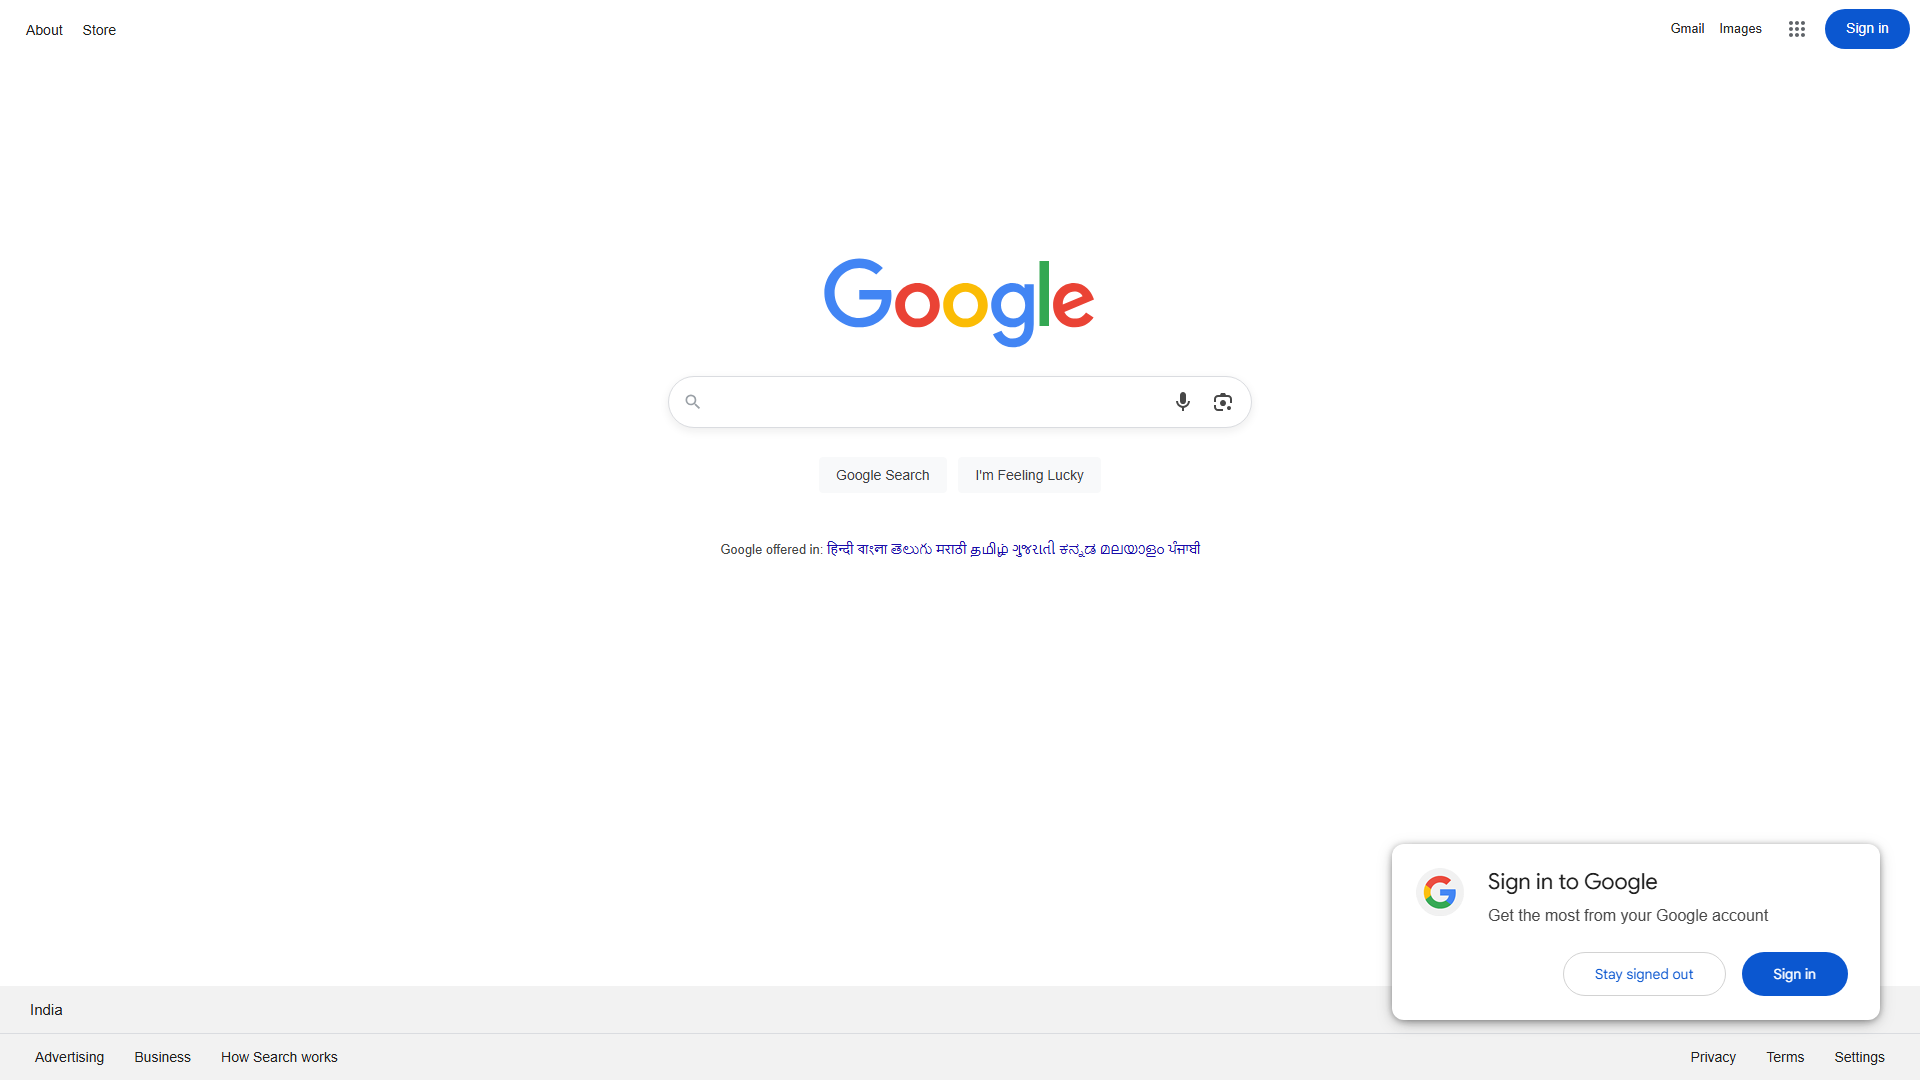 About Store
Gmail Images Sign in
Google
Google Search I'm Feeling Lucky
Google offered in: हिन्दी বাংলা తెలుగు मराठी தமிழ் ગુજરાતી ಕನ್ನಡ മലയാളം ਪੰਜਾਬੀ
Sign in to Google
Get the most from your Google account
Stay signed out Sign in
India
Advertising Business How Search works
Privacy Terms Settings